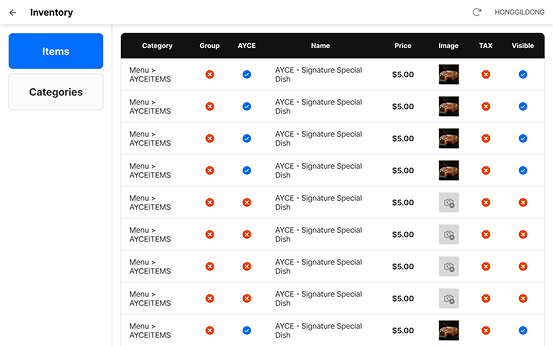 Inventory
HONGGILDONG
Items
Categories
Category Group AYCE Name Price Image TAX Visible
Menu > AYCE - Signature Special
AYCEITEMS Dish $5.00
Menu > AYCE - Signature Special
AYCEITEMS Dish $5.00
Menu > AYCE - Signature Special
AYCEITEMS Dish $5.00
Menu > AYCE - Signature Special
AYCEITEMS Dish $5.00
Menu > AYCE - Signature Special
AYCEITEMS Dish $5.00
Menu > AYCE - Signature Special
AYCEITEMS Dish $5.00
Menu > AYCE - Signature Special
AYCEITEMS Dish $5.00
Menu > AYCE - Signature Special
AYCEITEMS Dish $5.00
Menu > AYCE - Signature Special
AYCEITEMS Dish $5.00